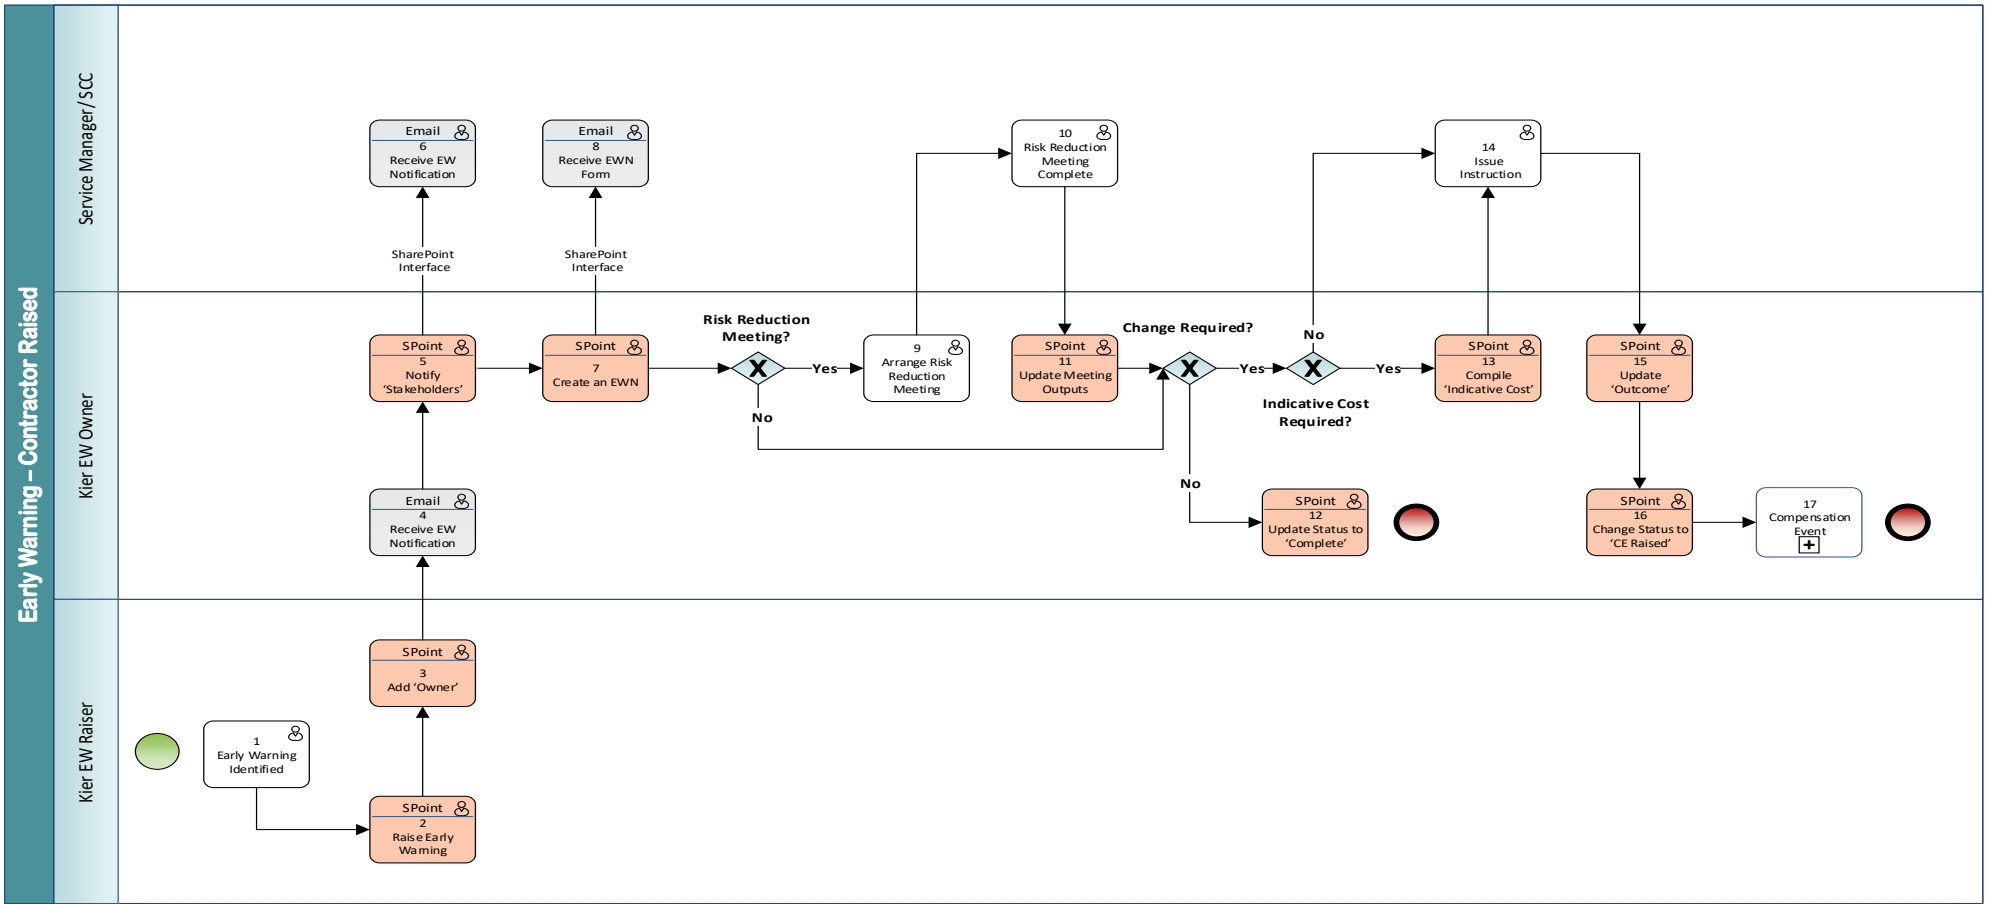 Early Warning – Contractor Raised
Service Manager/ SCC
Email
6
Receive EW
Notification
Email
8
Receive EWN
Form
10
Risk Reduction
Meeting
Complete
14
Issue
Instruction
SharePoint
Interface
SharePoint
Interface
Kier EW Owner
SPoint
5
Notify
‘Stakeholders’
SPoint
7
Create an EWN
Risk Reduction
Meeting?
Yes
No
9
Arrange Risk
Reduction
Meeting
SPoint
11
Update Meeting
Outputs
Change Required?
Yes
No
No
Yes
Indicative Cost
Required?
SPoint
13
Compile
‘Indicative Cost’
SPoint
15
Update
‘Outcome’
Email
4
Receive EW
Notification
SPoint
12
Update Status to
‘Complete’
SPoint
16
Change Status to
‘CE Raised’
17
Compensation
Event
Kier EW Raiser
SPoint
3
Add ‘Owner’
1
Early Warning
Identified
SPoint
2
Raise Early
Warning